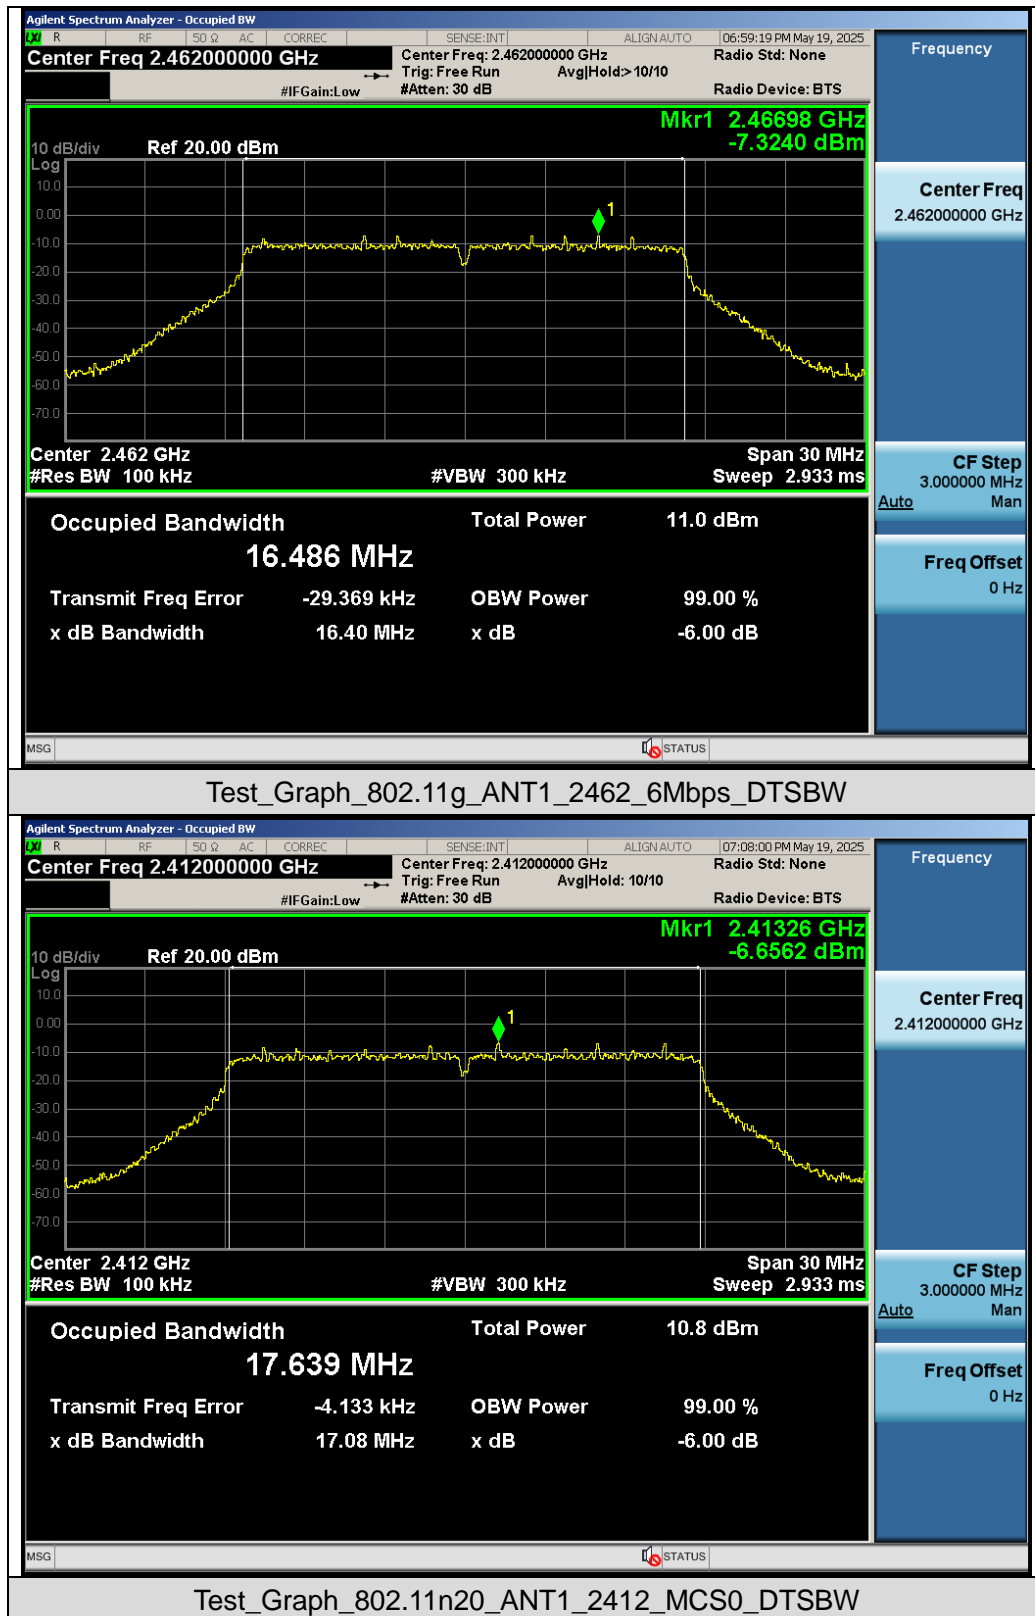 Agilent Spectrum Analyzer - Occupied BW
LXI R RF 50 Ω AC CORREC SENSE:INT ALIGN AUTO 06:59:19 PM May 19, 2025
Center Freq 2.462000000 GHz
Center Freq: 2.462000000 GHz
Radio Std: None
Trig: Free Run Avg|Hold:>10/10
#IFGain:Low #Atten: 30 dB Radio Device: BTS
Frequency
Mkr1 2.46698 GHz
-7.3240 dBm
10 dB/div Ref 20.00 dBm
Log
10.0
0.00
-10.0
-20.0
-30.0
-40.0
-50.0
-60.0
-70.0
1
Center 2.462 GHz Span 30 MHz
#Res BW 100 kHz #VBW 300 kHz Sweep 2.933 ms
Center Freq
2.462000000 GHz
CF Step
3.000000 MHz
Auto Man
Freq Offset
0 Hz
Occupied Bandwidth Total Power 11.0 dBm
16.486 MHz
Transmit Freq Error -29.369 kHz OBW Power 99.00 %
x dB Bandwidth 16.40 MHz x dB -6.00 dB
MSG STATUS
Test_Graph_802.11g_ANT1_2462_6Mbps_DTSBW
Agilent Spectrum Analyzer - Occupied BW
LXI R RF 50 Ω AC CORREC SENSE:INT ALIGN AUTO 07:08:00 PM May 19, 2025
Center Freq 2.412000000 GHz
Center Freq: 2.412000000 GHz
Radio Std: None
Trig: Free Run Avg|Hold: 10/10
#IFGain:Low #Atten: 30 dB Radio Device: BTS
Frequency
Mkr1 2.41326 GHz
-6.6562 dBm
10 dB/div Ref 20.00 dBm
Log
10.0
0.00
-10.0
-20.0
-30.0
-40.0
-50.0
-60.0
-70.0
1
Center 2.412 GHz Span 30 MHz
#Res BW 100 kHz #VBW 300 kHz Sweep 2.933 ms
Center Freq
2.412000000 GHz
CF Step
3.000000 MHz
Auto Man
Freq Offset
0 Hz
Occupied Bandwidth Total Power 10.8 dBm
17.639 MHz
Transmit Freq Error -4.133 kHz OBW Power 99.00 %
x dB Bandwidth 17.08 MHz x dB -6.00 dB
MSG STATUS
Test_Graph_802.11n20_ANT1_2412_MCS0_DTSBW